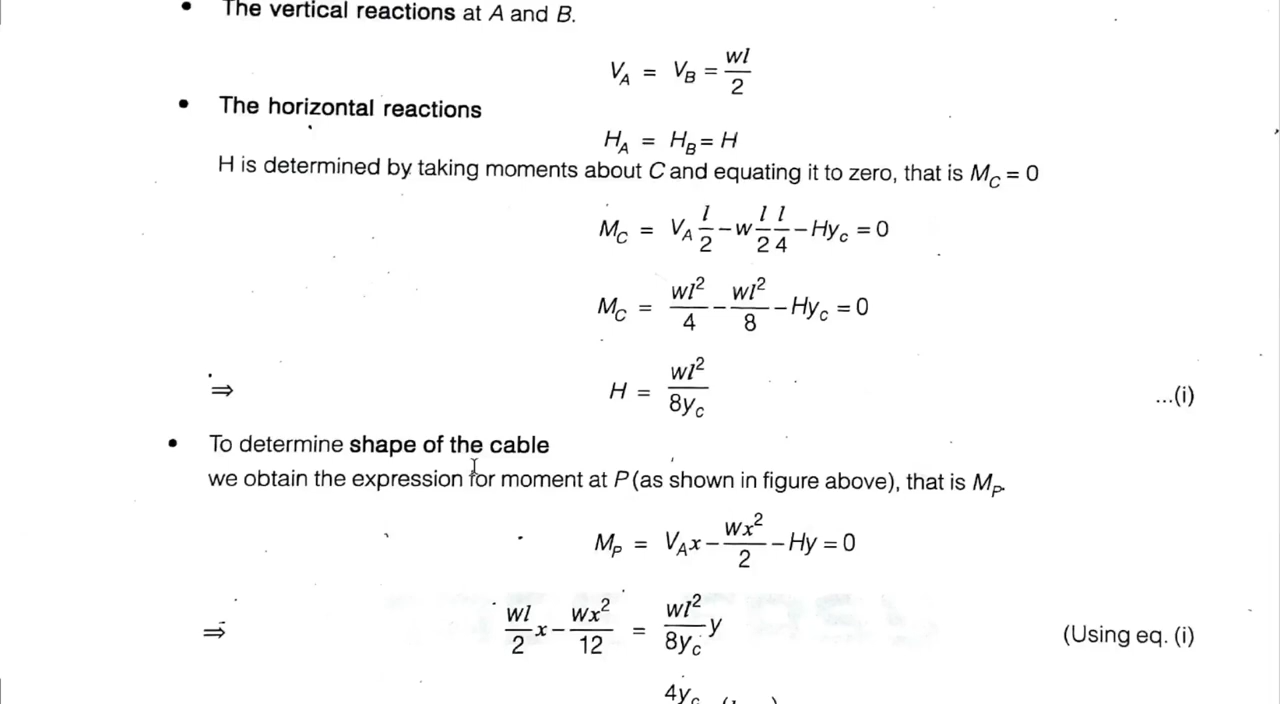 • The vertical reactions at A and B.
V_A = V_B = wl/2
• The horizontal reactions
H_A = H_B = H
H is determined by taking moments about C and equating it to zero, that is M_C = 0
M_C = V_A l/2 − w l/2 l/4 − Hy_c = 0
M_C = wl²/4 − wl²/8 − Hy_c = 0
⇒ H = wl²/8y_c ...(i)
• To determine shape of the cable
we obtain the expression for moment at P (as shown in figure above), that is M_P.
M_P = V_A x − wx²/2 − Hy = 0
⇒ wl/2 x − wx²/12 = wl²/8y_c y (Using eq. (i)
4y_c